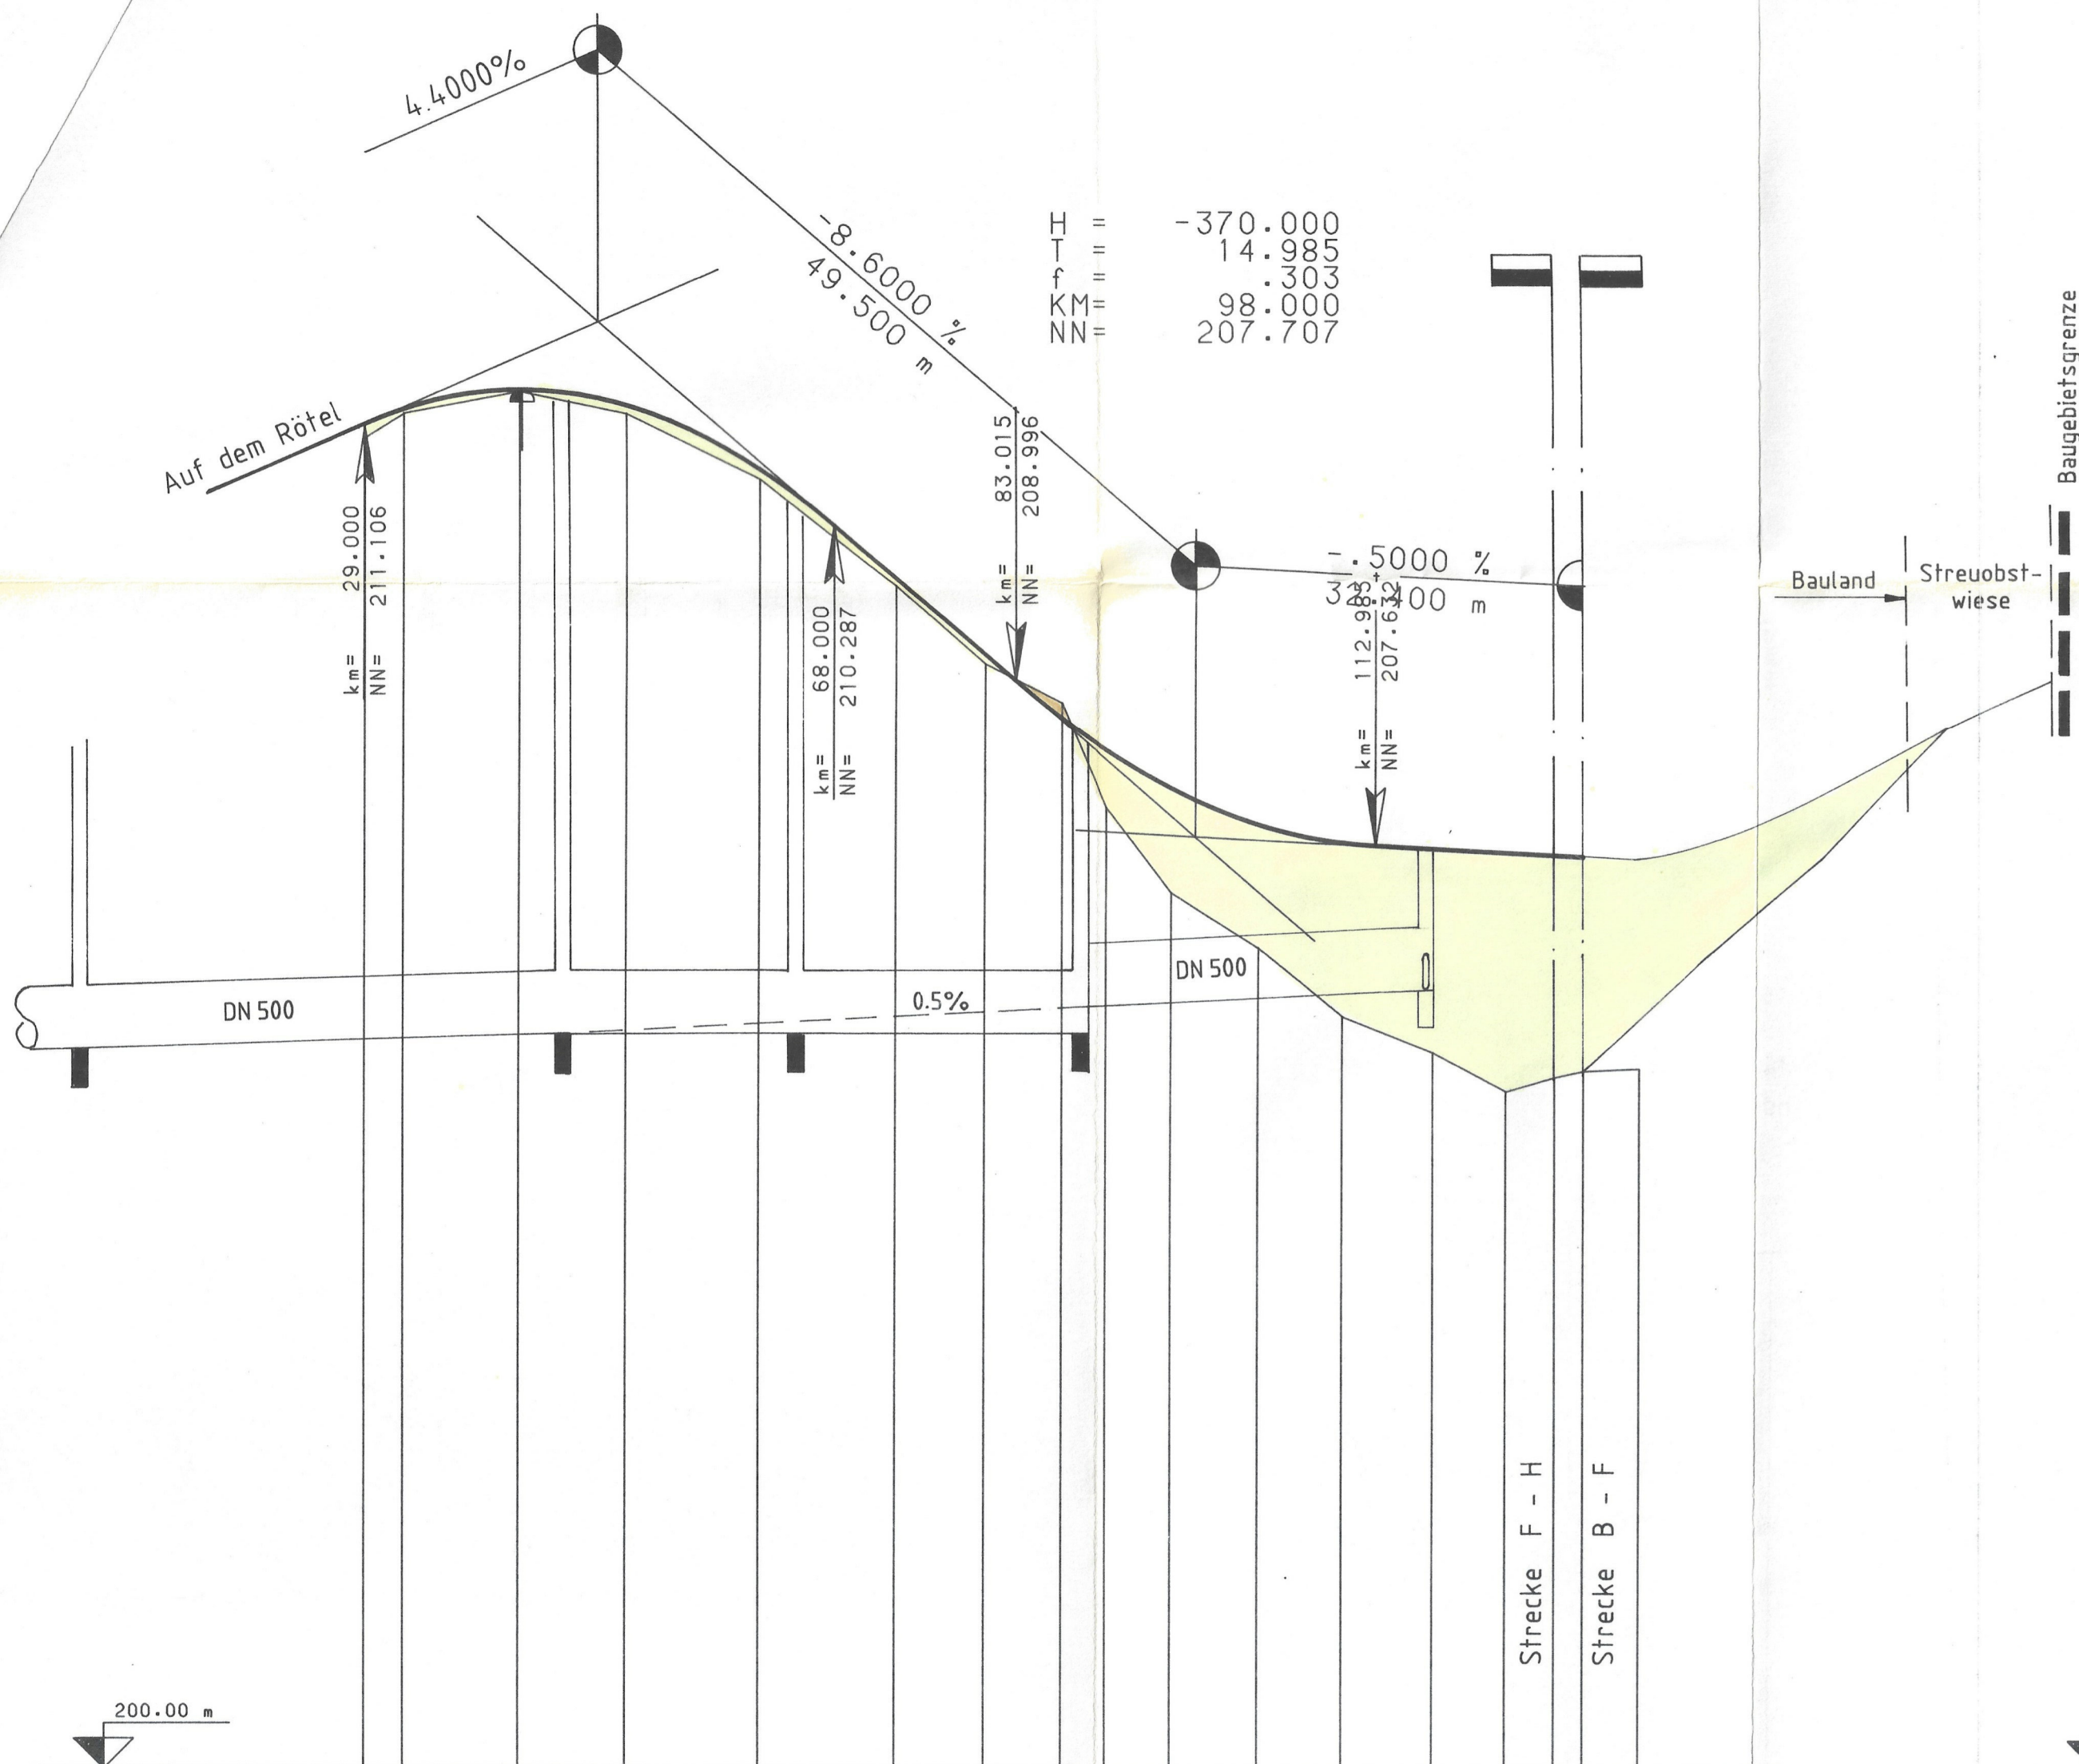 4.4000%
-8.6000 %
49.500 m
H = -370.000
T = 14.985
f = .303
KM= 98.000
NN= 207.707
Auf dem Rötel
km= 29.000
NN= 211.106
km= 68.000
NN= 210.287
km= 83.015
NN= 208.996
-.5000 %
km= 112.985
NN= 207.632
Bauland
Streuobst-
wiese
Baugebietsgrenze
DN 500
0.5%
DN 500
Strecke F - H
Strecke B - F
200.00 m